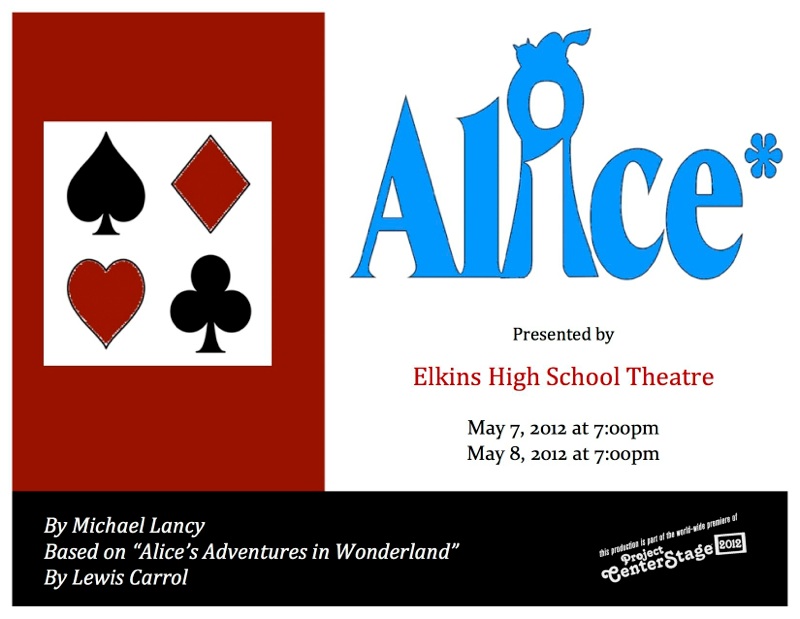 Alice*
Presented by
Elkins High School Theatre
May 7, 2012 at 7:00pm
May 8, 2012 at 7:00pm
By Michael Lancy
Based on “Alice’s Adventures in Wonderland”
By Lewis Carrol
this production is part of the world-wide premiere of
Project
CenterStage 2012